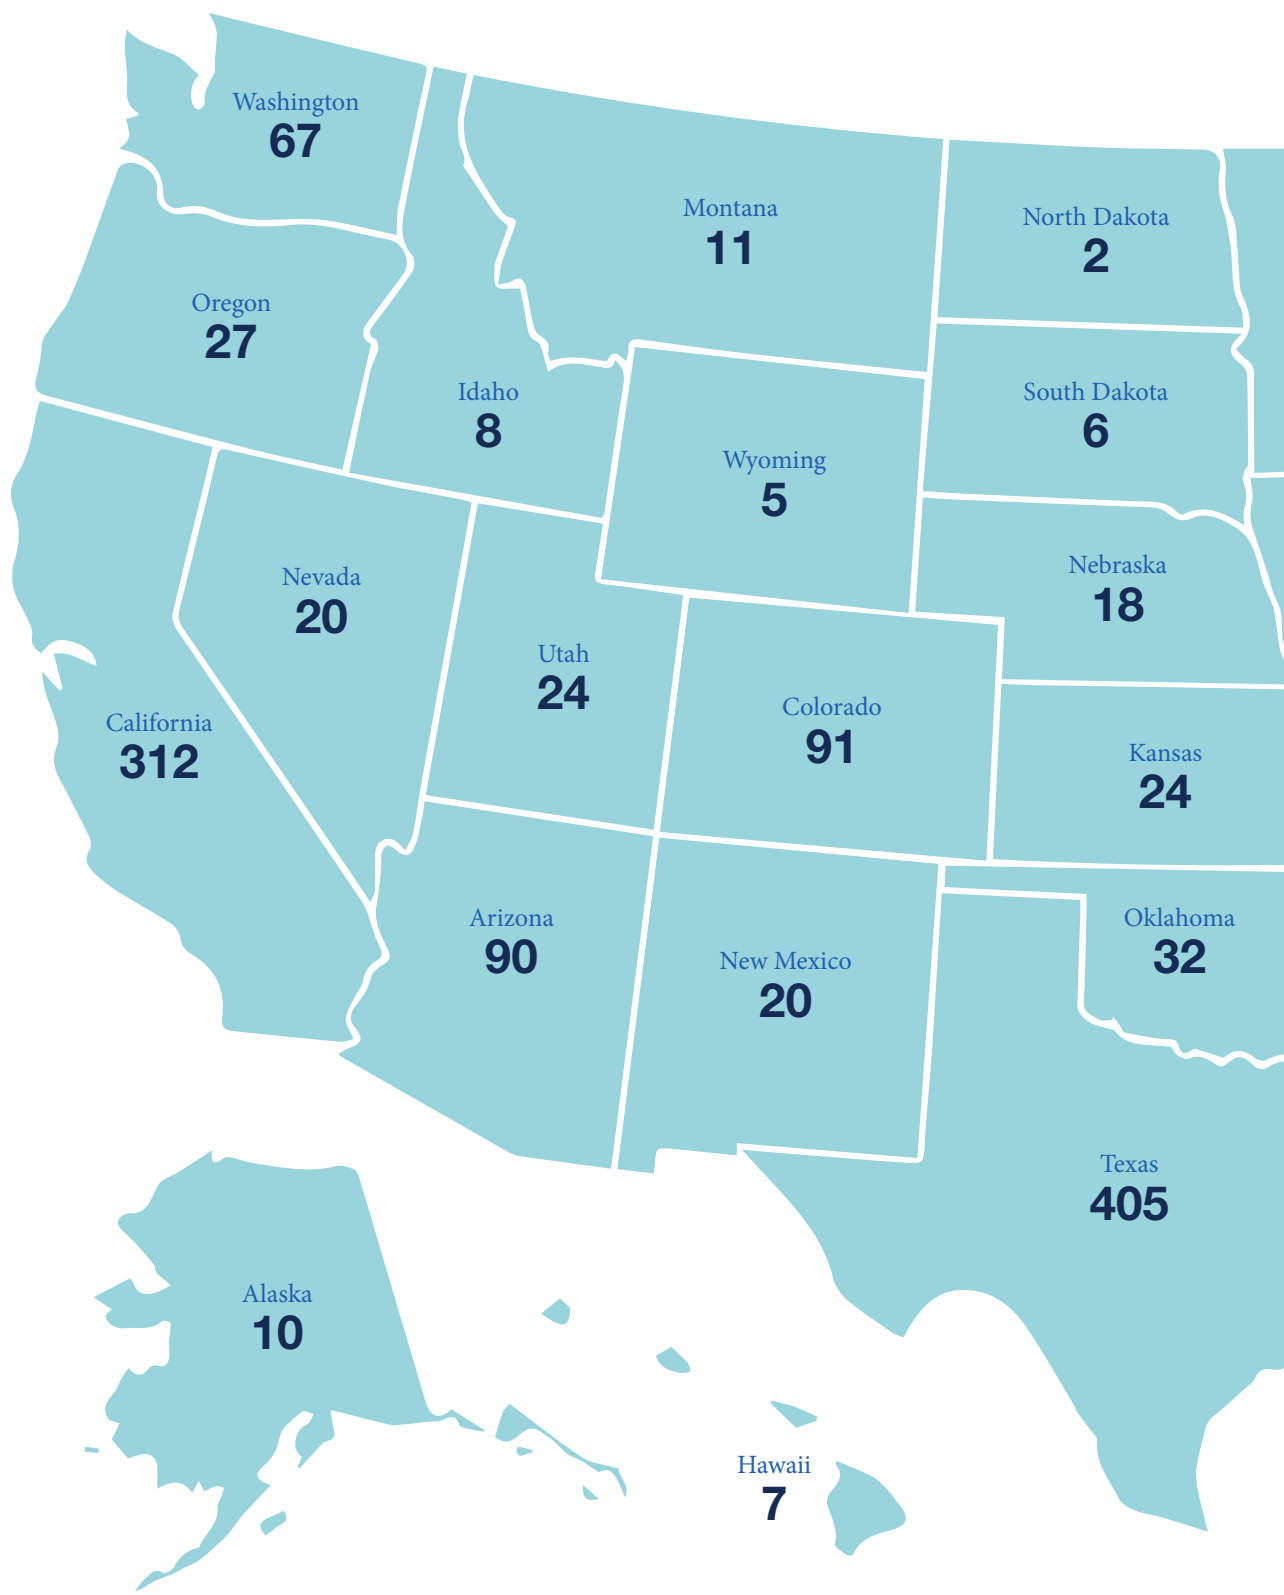 Washington
67
Montana
11
North Dakota
2
Oregon
27
Idaho
8
South Dakota
6
Wyoming
5
Nevada
20
Nebraska
18
Utah
24
California
312
Colorado
91
Kansas
24
Arizona
90
New Mexico
20
Oklahoma
32
Texas
405
Alaska
10
Hawaii
7